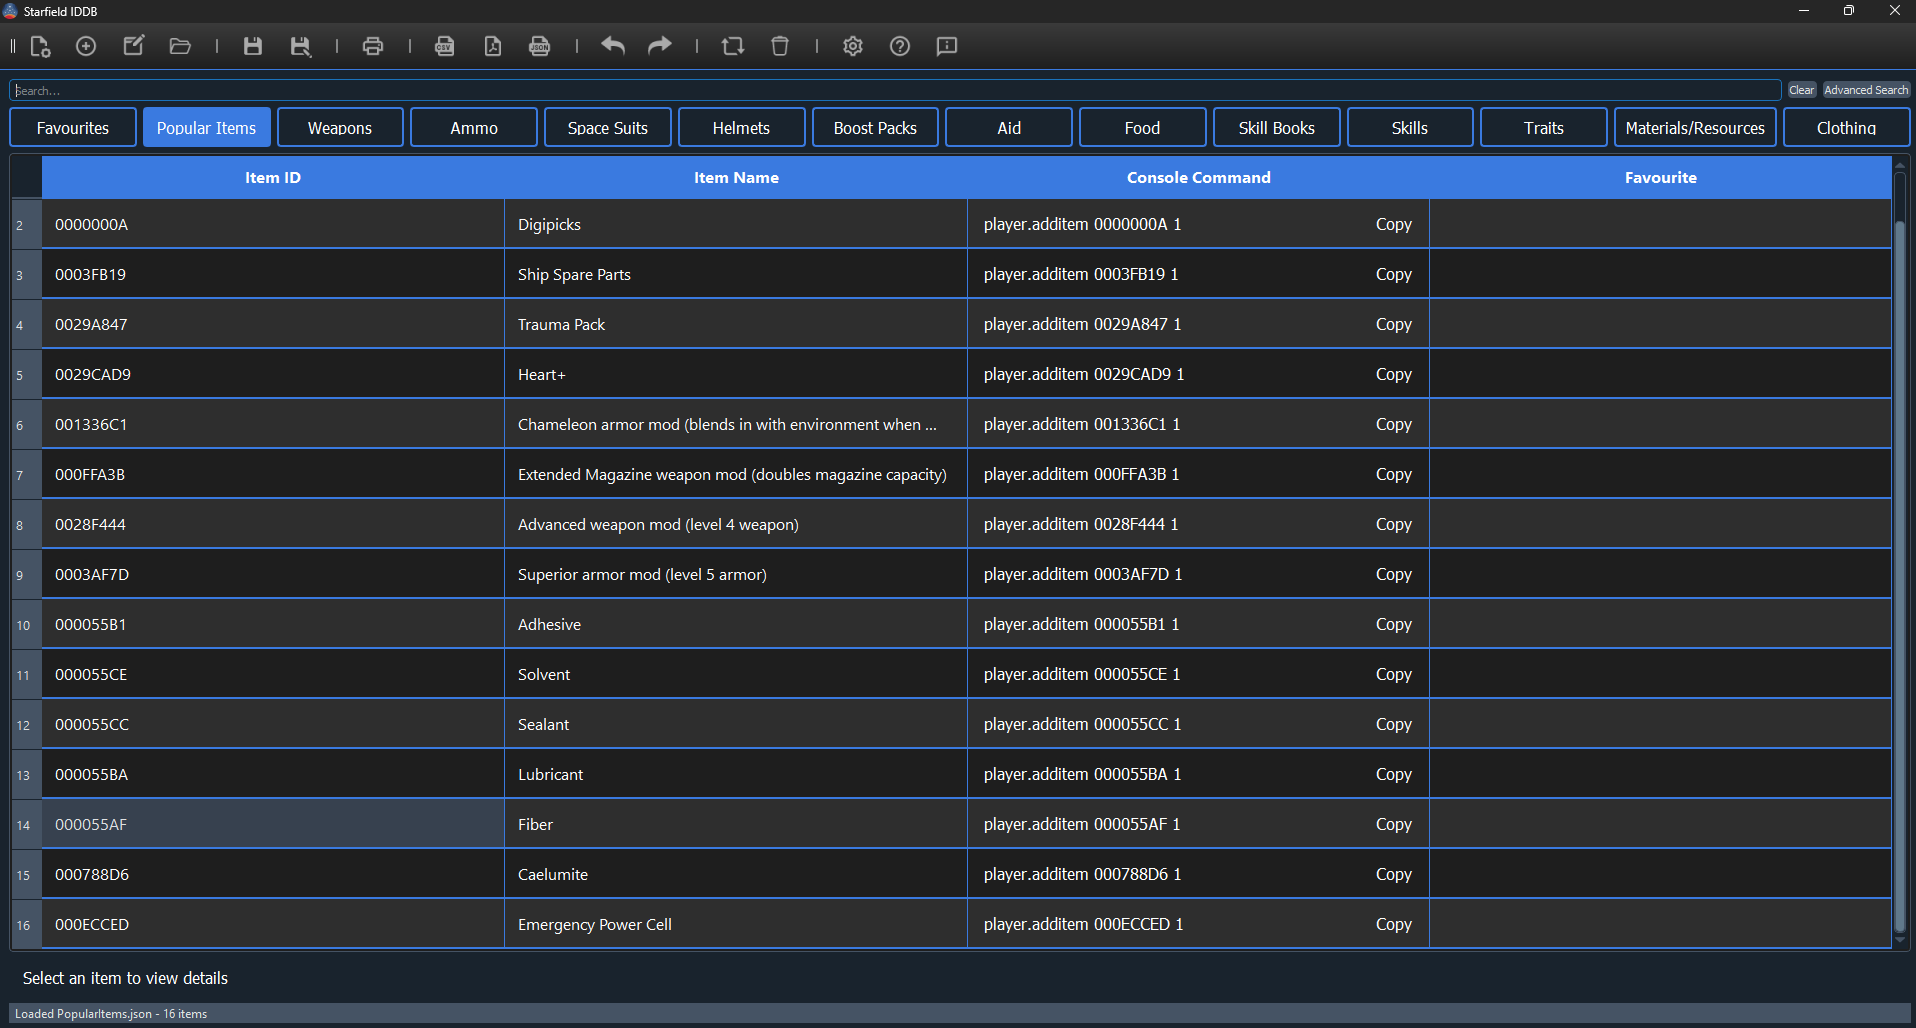 Starfield IDDB
CSV
JSON
Search...
Clear
Advanced Search
Favourites
Popular Items
Weapons
Ammo
Space Suits
Helmets
Boost Packs
Aid
Food
Skill Books
Skills
Traits
Materials/Resources
Clothing
Item ID Item Name Console Command Favourite
2 0000000A Digipicks player.additem 0000000A 1 Copy
3 0003FB19 Ship Spare Parts player.additem 0003FB19 1 Copy
4 0029A847 Trauma Pack player.additem 0029A847 1 Copy
5 0029CAD9 Heart+ player.additem 0029CAD9 1 Copy
6 001336C1 Chameleon armor mod (blends in with environment when ... player.additem 001336C1 1 Copy
7 000FFA3B Extended Magazine weapon mod (doubles magazine capacity) player.additem 000FFA3B 1 Copy
8 0028F444 Advanced weapon mod (level 4 weapon) player.additem 0028F444 1 Copy
9 0003AF7D Superior armor mod (level 5 armor) player.additem 0003AF7D 1 Copy
10 000055B1 Adhesive player.additem 000055B1 1 Copy
11 000055CE Solvent player.additem 000055CE 1 Copy
12 000055CC Sealant player.additem 000055CC 1 Copy
13 000055BA Lubricant player.additem 000055BA 1 Copy
14 000055AF Fiber player.additem 000055AF 1 Copy
15 000788D6 Caelumite player.additem 000788D6 1 Copy
16 000ECCED Emergency Power Cell player.additem 000ECCED 1 Copy
Select an item to view details
Loaded PopularItems.json - 16 items